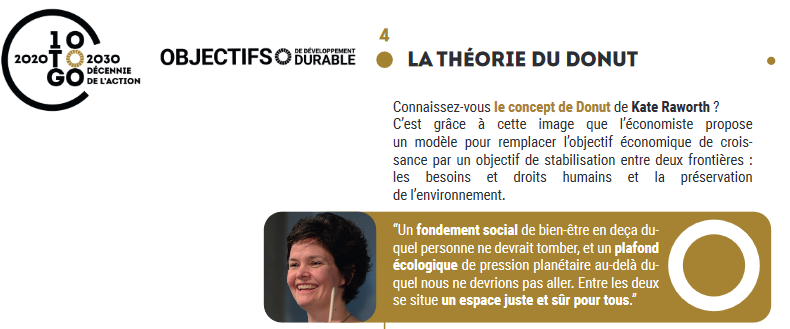 10
TO
GO
2020
2030
DÉCENNIE
DE L'ACTION
OBJECTIFS
DE DÉVELOPPEMENT
DURABLE
4
LA THÉORIE DU DONUT
Connaissez-vous le concept de Donut de Kate Raworth ?
C'est grâce à cette image que l'économiste propose
un modèle pour remplacer l'objectif économique de crois-
sance par un objectif de stabilisation entre deux frontières :
les besoins et droits humains et la préservation
de l'environnement.
"Un fondement social de bien-être en deça du-
quel personne ne devrait tomber, et un plafond
écologique de pression planétaire au-delà du-
quel nous ne devrions pas aller. Entre les deux
se situe un espace juste et sûr pour tous."